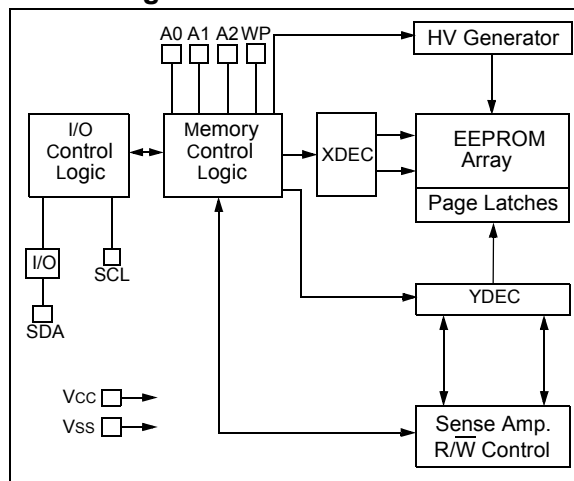 A0 A1 A2 WP
HV Generator
I/O
Control
Logic
Memory
Control
Logic
XDEC
EEPROM
Array
Page Latches
I/O
SCL
SDA
YDEC
VCC
VSS
Sense Amp.
R/W̅ Control